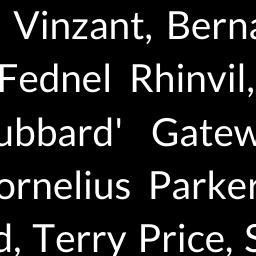 Vinzant, Berna
Fednel Rhinvil,
ubbard' Gatew
ornelius Parker
d, Terry Price, S